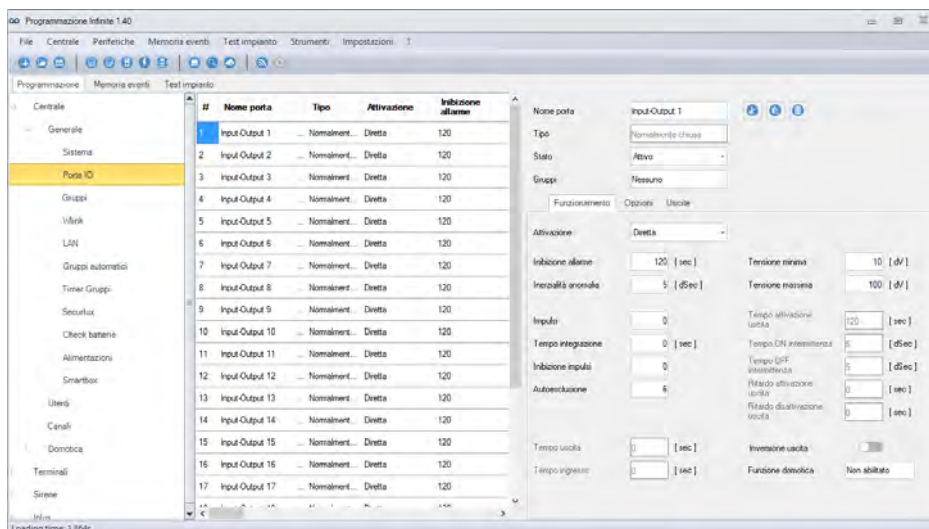 Programmazione Infinite 1.40
File Centrale Periferiche Memoria eventi Test impianto Strumenti Impostazioni ?
Programmazione Memoria eventi Test impianto
Centrale
Generale
Sistema
Porte IO
Gruppi
Wlink
LAN
Gruppi automatici
Timer Gruppi
Securlux
Check batterie
Alimentazioni
Smartbox
Utenti
Canali
Domotica
Terminali
Sirene
# Nome porta Tipo Attivazione Inibizione allarme
1 Input-Output 1 ... Normalment... Diretta 120
2 Input-Output 2 ... Normalment... Diretta 120
3 Input-Output 3 ... Normalment... Diretta 120
4 Input-Output 4 ... Normalment... Diretta 120
5 Input-Output 5 ... Normalment... Diretta 120
6 Input-Output 6 ... Normalment... Diretta 120
7 Input-Output 7 ... Normalment... Diretta 120
8 Input-Output 8 ... Normalment... Diretta 120
9 Input-Output 9 ... Normalment... Diretta 120
10 Input-Output 10 ... Normalment... Diretta 120
11 Input-Output 11 ... Normalment... Diretta 120
12 Input-Output 12 ... Normalment... Diretta 120
13 Input-Output 13 ... Normalment... Diretta 120
14 Input-Output 14 ... Normalment... Diretta 120
15 Input-Output 15 ... Normalment... Diretta 120
16 Input-Output 16 ... Normalment... Diretta 120
17 Input-Output 17 ... Normalment... Diretta 120
Nome porta Input-Output 1
Tipo Normalmente chiusa
Stato Attivo
Gruppi Nessuno
Funzionamento Opzioni Uscite
Attivazione Diretta
Inibizione allarme 120 [ sec ] Tensione minima 10 [ dV ]
Inerzialità anomalia 5 [ dSec ] Tensione massima 100 [ dV ]
Impulsi 0 Tempo attivazione uscita 120 [ sec ]
Tempo integrazione 0 [ sec ] Tempo ON intermittenza 5 [ dSec ]
Inibizione impulsi 0 Tempo OFF intermittenza 5 [ dSec ]
Autoesclusione 6 Ritardo attivazione uscita 0 [ sec ]
Ritardo disattivazione uscita 0 [ sec ]
Tempo uscita 0 [ sec ] Inversione uscita
Tempo ingresso 0 [ sec ] Funzione domotica Non abilitato
Loading time: 1.864s